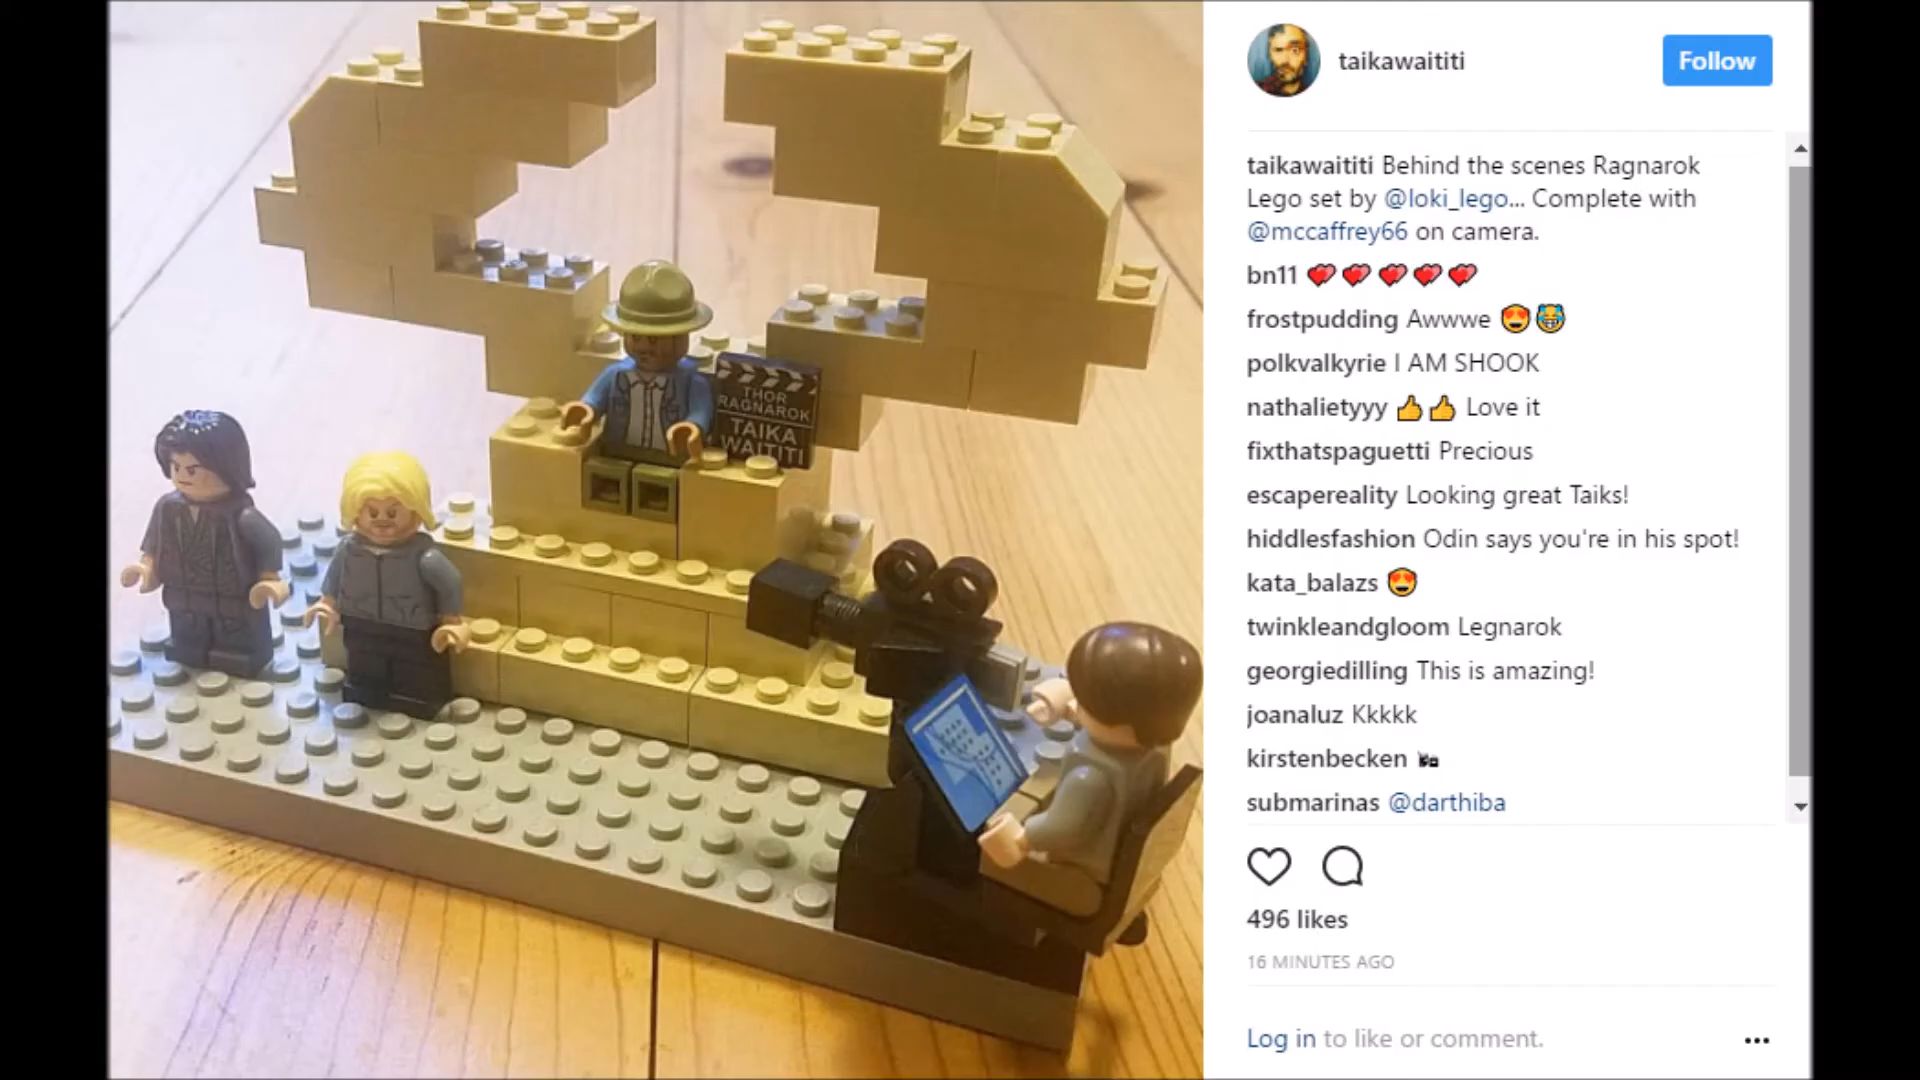 THOR
RAGNAROK
TAIKA
WAITITI
taikawaititi
Follow
taikawaititi Behind the scenes Ragnarok
Lego set by @loki_lego... Complete with
@mccaffrey66 on camera.
bn11 💕💕💕💕💕
frostpudding Awwwe 😍😹
polkvalkyrie I AM SHOOK
nathalietyyy 👍👍 Love it
fixthatspaguetti Precious
escapereality Looking great Taiks!
hiddlesfashion Odin says you're in his spot!
kata_balazs 😍
twinkleandgloom Legnarok
georgiedilling This is amazing!
joanaluz Kkkkk
kirstenbecken
submarinas @darthiba
496 likes
16 MINUTES AGO
Log in to like or comment.